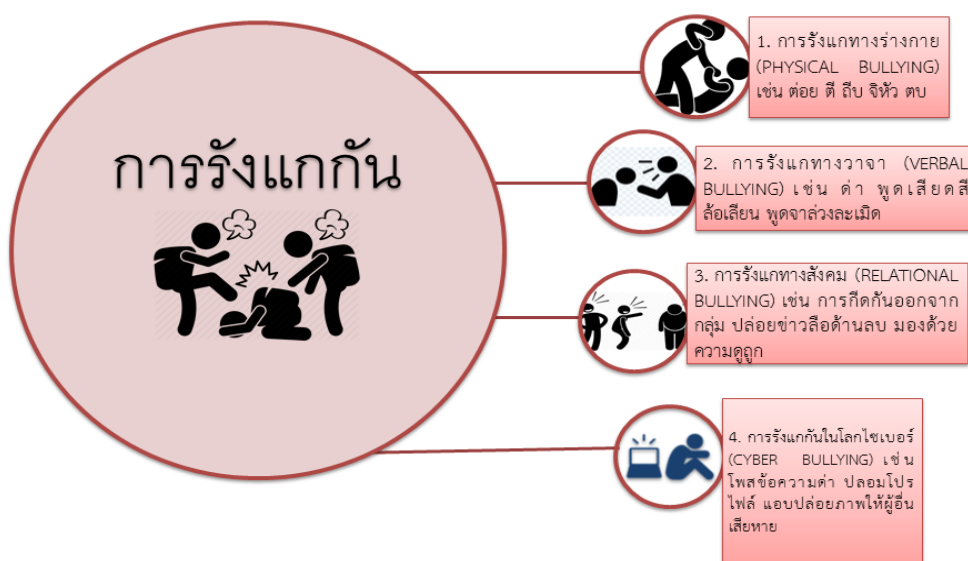 การรังแกกัน
1. การรังแกทางร่างกาย
(PHYSICAL BULLYING)
เช่น ต่อย ตี ถีบ จิหัว ตบ
2. การรังแกทางวาจา (VERBAL
BULLYING) เช่น ด่า พูดเสียดสี
ล้อเลียน พูดจาล่วงละเมิด
3. การรังแกทางสังคม (RELATIONAL
BULLYING) เช่น การกีดกันออกจาก
กลุ่ม ปล่อยข่าวลือด้านลบ มองด้วย
ความดูถูก
4. การรังแกกันในโลกไซเบอร์
(CYBER BULLYING) เช่น
โพสข้อความด่า ปลอมโปร
ไฟล์ แอบปล่อยภาพให้ผู้อื่น
เสียหาย